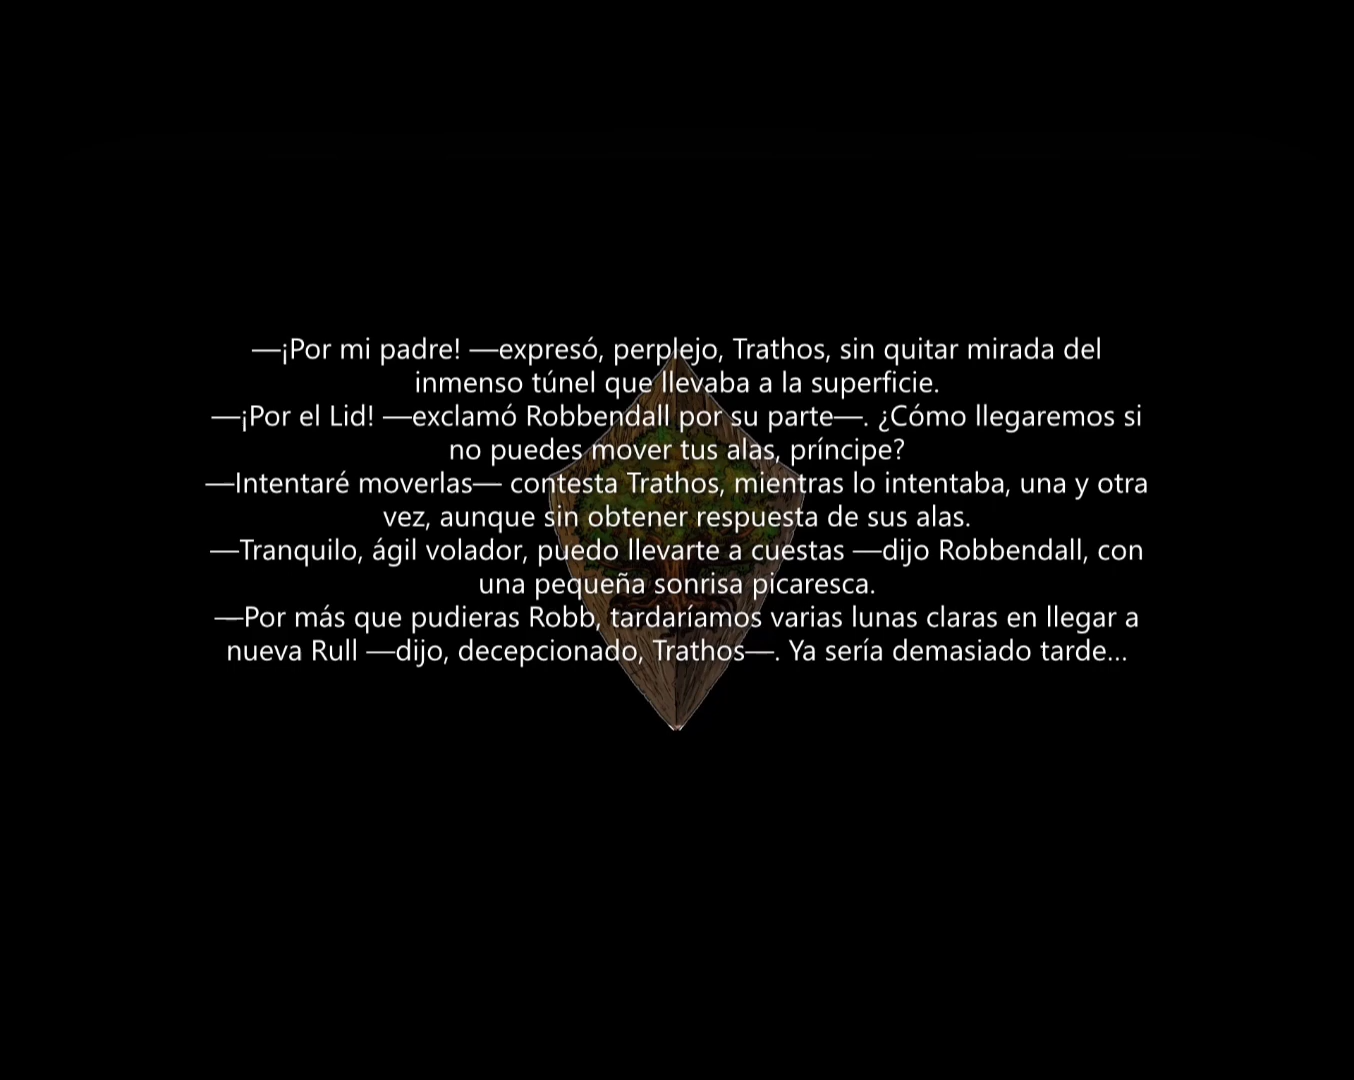 —¡Por mi padre! —expresó, perplejo, Trathos, sin quitar mirada del
inmenso túnel que llevaba a la superficie.
—¡Por el Lid! —exclamó Robbendall por su parte—. ¿Cómo llegaremos si
no puedes mover tus alas, príncipe?
—Intentaré moverlas— contesta Trathos, mientras lo intentaba, una y otra
vez, aunque sin obtener respuesta de sus alas.
—Tranquilo, ágil volador, puedo llevarte a cuestas —dijo Robbendall, con
una pequeña sonrisa picaresca.
—Por más que pudieras Robb, tardaríamos varias lunas claras en llegar a
nueva Rull —dijo, decepcionado, Trathos—. Ya sería demasiado tarde...